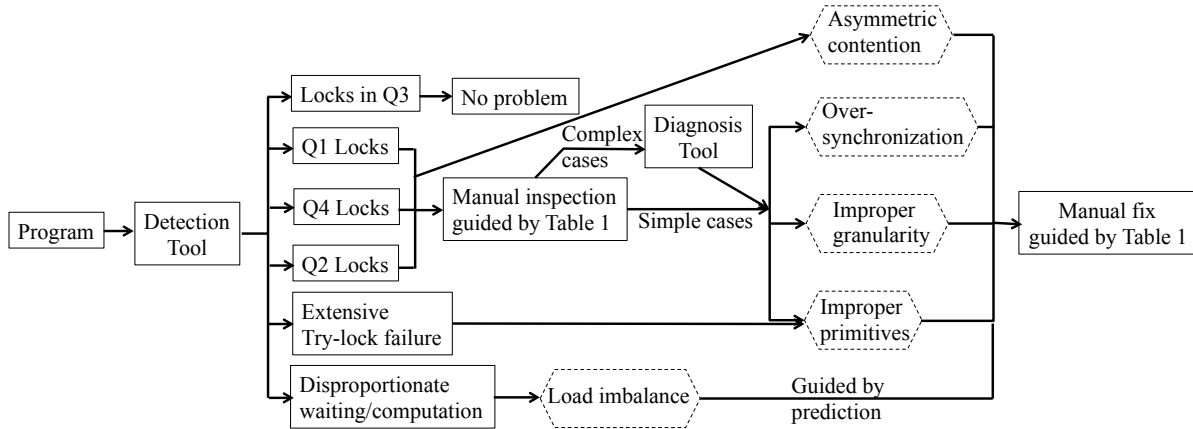 Asymmetric
contention
Locks in Q3
No problem
Over-
synchronization
Diagnosis
Tool
Complex
cases
Q1 Locks
Manual inspection
guided by Table 1
Simple cases
Q4 Locks
Improper
granularity
Manual fix
guided by Table 1
Program
Detection
Tool
Q2 Locks
Extensive
Try-lock failure
Improper
primitives
Disproportionate
waiting/computation
Load imbalance
Guided by
prediction